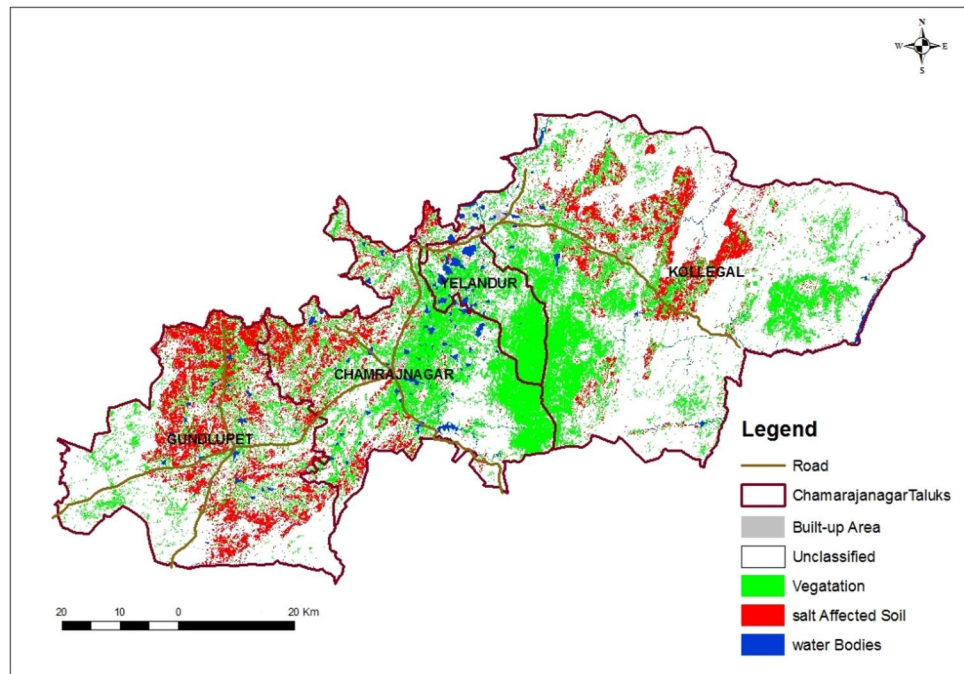 N
W E
S
KOLLEGAL
YELANDUR
CHAMRAJNAGAR
GUNDLUPET
Legend
Road
ChamarajanagarTaluks
Built-up Area
Unclassified
Vegatation
salt Affected Soil
water Bodies
20 10 0 20 Km